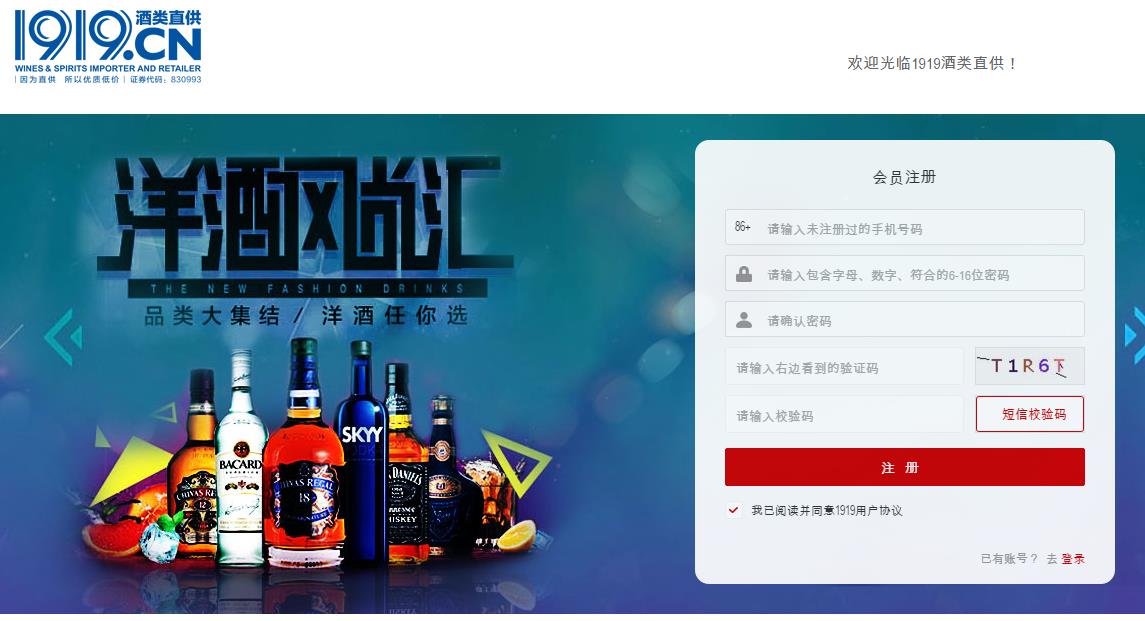 1919.CN
酒类直供
WINES & SPIRITS IMPORTER AND RETAILER
因为直供 所以优质低价 | 证券代码：830993
欢迎光临1919酒类直供！
洋酒风尚汇
THE NEW FASHION DRINKS
品类大集结 / 洋酒任你选
BACARDI
SKYY
CHIVAS REGAL
18
12
会员注册
86+ 请输入未注册过的手机号码
请输入包含字母、数字、符合的6-16位密码
请确认密码
请输入右边看到的验证码
T1R6下
请输入校验码
短信校验码
注 册
我已阅读并同意1919用户协议
已有账号？ 去 登录